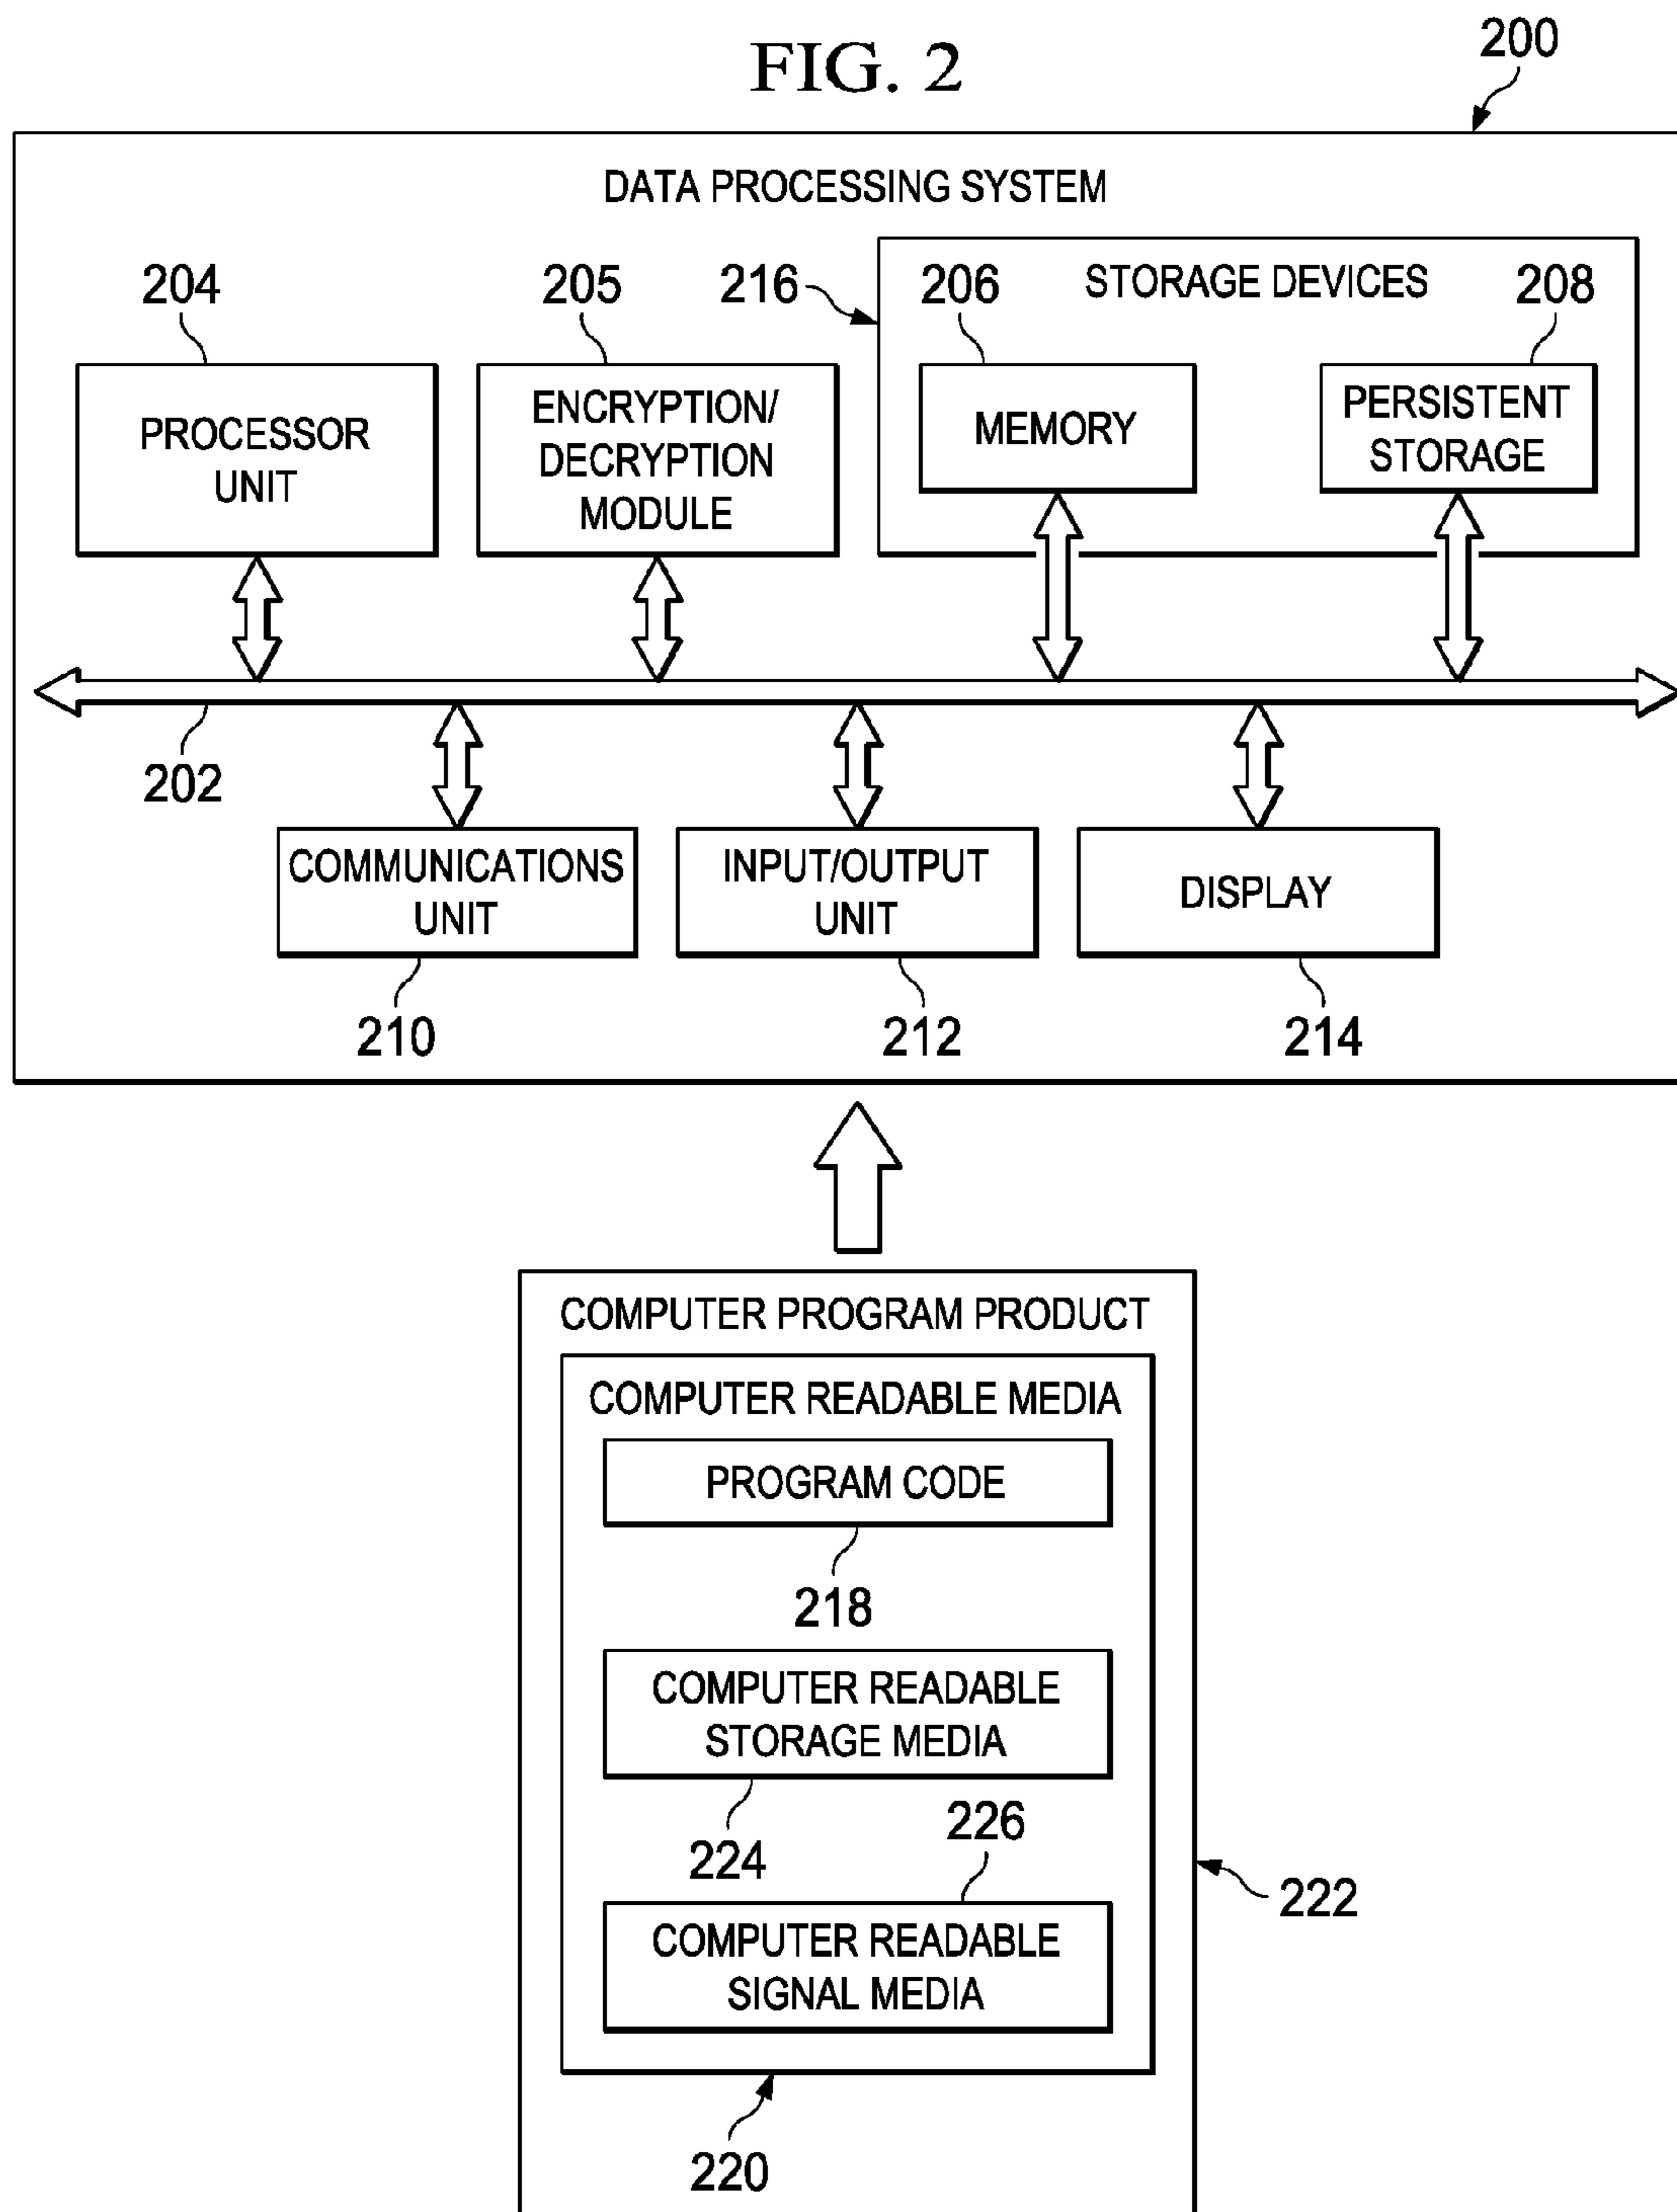 FIG. 2
200
DATA PROCESSING SYSTEM
204
205
216
206
STORAGE DEVICES
208
PROCESSOR
UNIT
ENCRYPTION/
DECRYPTION
MODULE
MEMORY
PERSISTENT
STORAGE
202
COMMUNICATIONS
UNIT
INPUT/OUTPUT
UNIT
DISPLAY
210
212
214
COMPUTER PROGRAM PRODUCT
COMPUTER READABLE MEDIA
PROGRAM CODE
218
COMPUTER READABLE
STORAGE MEDIA
224
226
222
COMPUTER READABLE
SIGNAL MEDIA
220